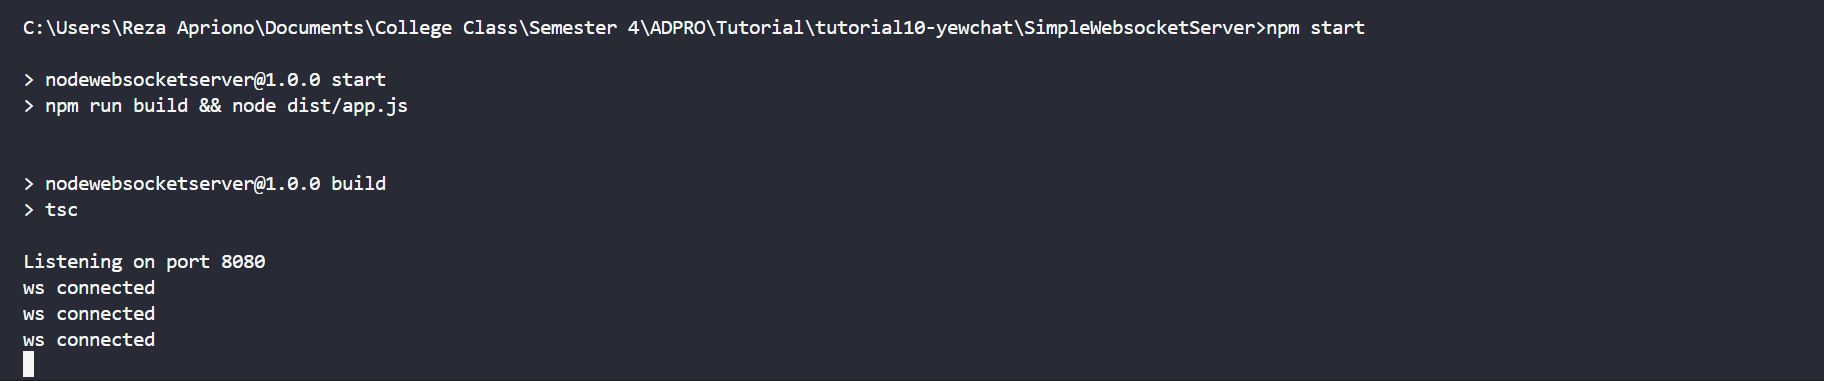 C:\Users\Reza Apriono\Documents\College Class\Semester 4\ADPRO\Tutorial\tutorial10-yewchat\SimpleWebsocketServer>npm start
> nodewebsocketserver@1.0.0 start
> npm run build && node dist/app.js
> nodewebsocketserver@1.0.0 build
> tsc
Listening on port 8080
ws connected
ws connected
ws connected